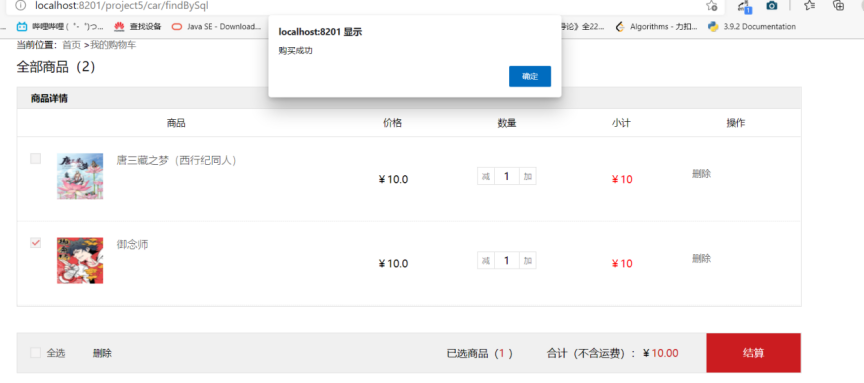 localhost:8201/project5/car/findBySql
哔哩哔哩 ( ゜- ゜)つ... 查找设备 Java SE - Download... 导论》全22... Algorithms - 力扣... 3.9.2 Documentation
localhost:8201 显示
购买成功
确定
当前位置： 首页 >我的购物车
全部商品（2）
商品详情
商品 价格 数量 小计 操作
唐三藏之梦（西行纪同人）
¥ 10.0 减 1 加 ¥ 10 删除
御念师
¥ 10.0 减 1 加 ¥ 10 删除
全选 删除 已选商品（1 ） 合计（不含运费）： ¥ 10.00 结算